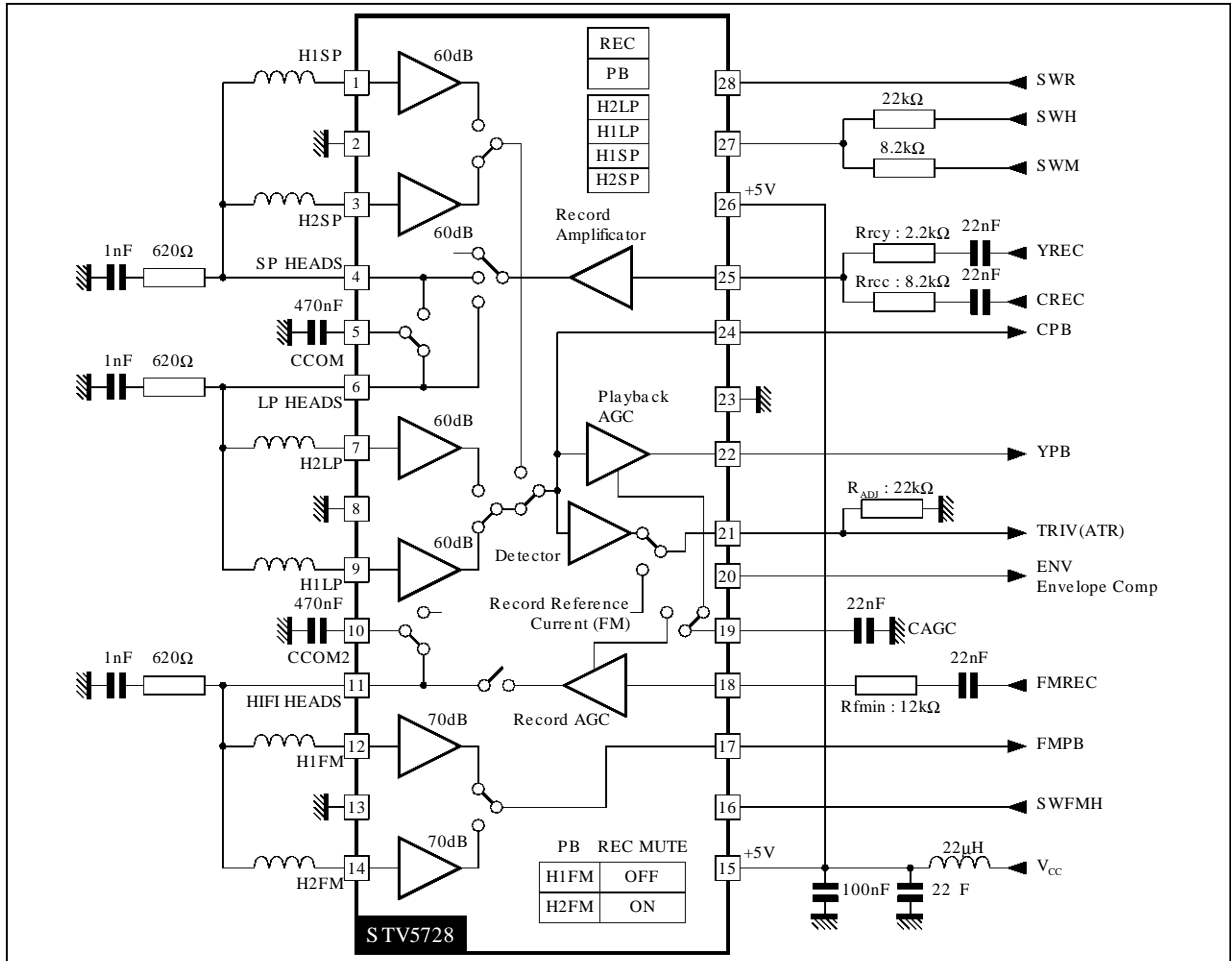 H1SP
60dB
REC
PB
1
28
SWR
H2LP
H1LP
H1SP
H2SP
22kΩ
SWH
2
27
8.2kΩ
SWM
3
H2SP
60dB
26
+5V
Record
Amplificator
Rrcy : 2.2kΩ
22nF
YREC
1nF
620Ω
SP HEADS
4
25
Rrcc : 8.2kΩ
22nF
CREC
470nF
5
CCOM
24
CPB
1nF
620Ω
6
LP HEADS
23
60dB
Playback
AGC
7
H2LP
22
YPB
RADJ : 22kΩ
8
21
TRIV(ATR)
60dB
Detector
9
H1LP
20
ENV
Envelope Comp
470nF
Record Reference
Current (FM)
22nF
10
CCOM2
19
CAGC
1nF
620Ω
22nF
HIFI HEADS
11
18
FMREC
Record AGC
Rfmin : 12kΩ
70dB
12
H1FM
17
FMPB
13
16
SWFMH
70dB
PB REC MUTE
14
H2FM
H1FM OFF
H2FM ON
15
+5V
22µH
VCC
100nF
22 F
STV5728